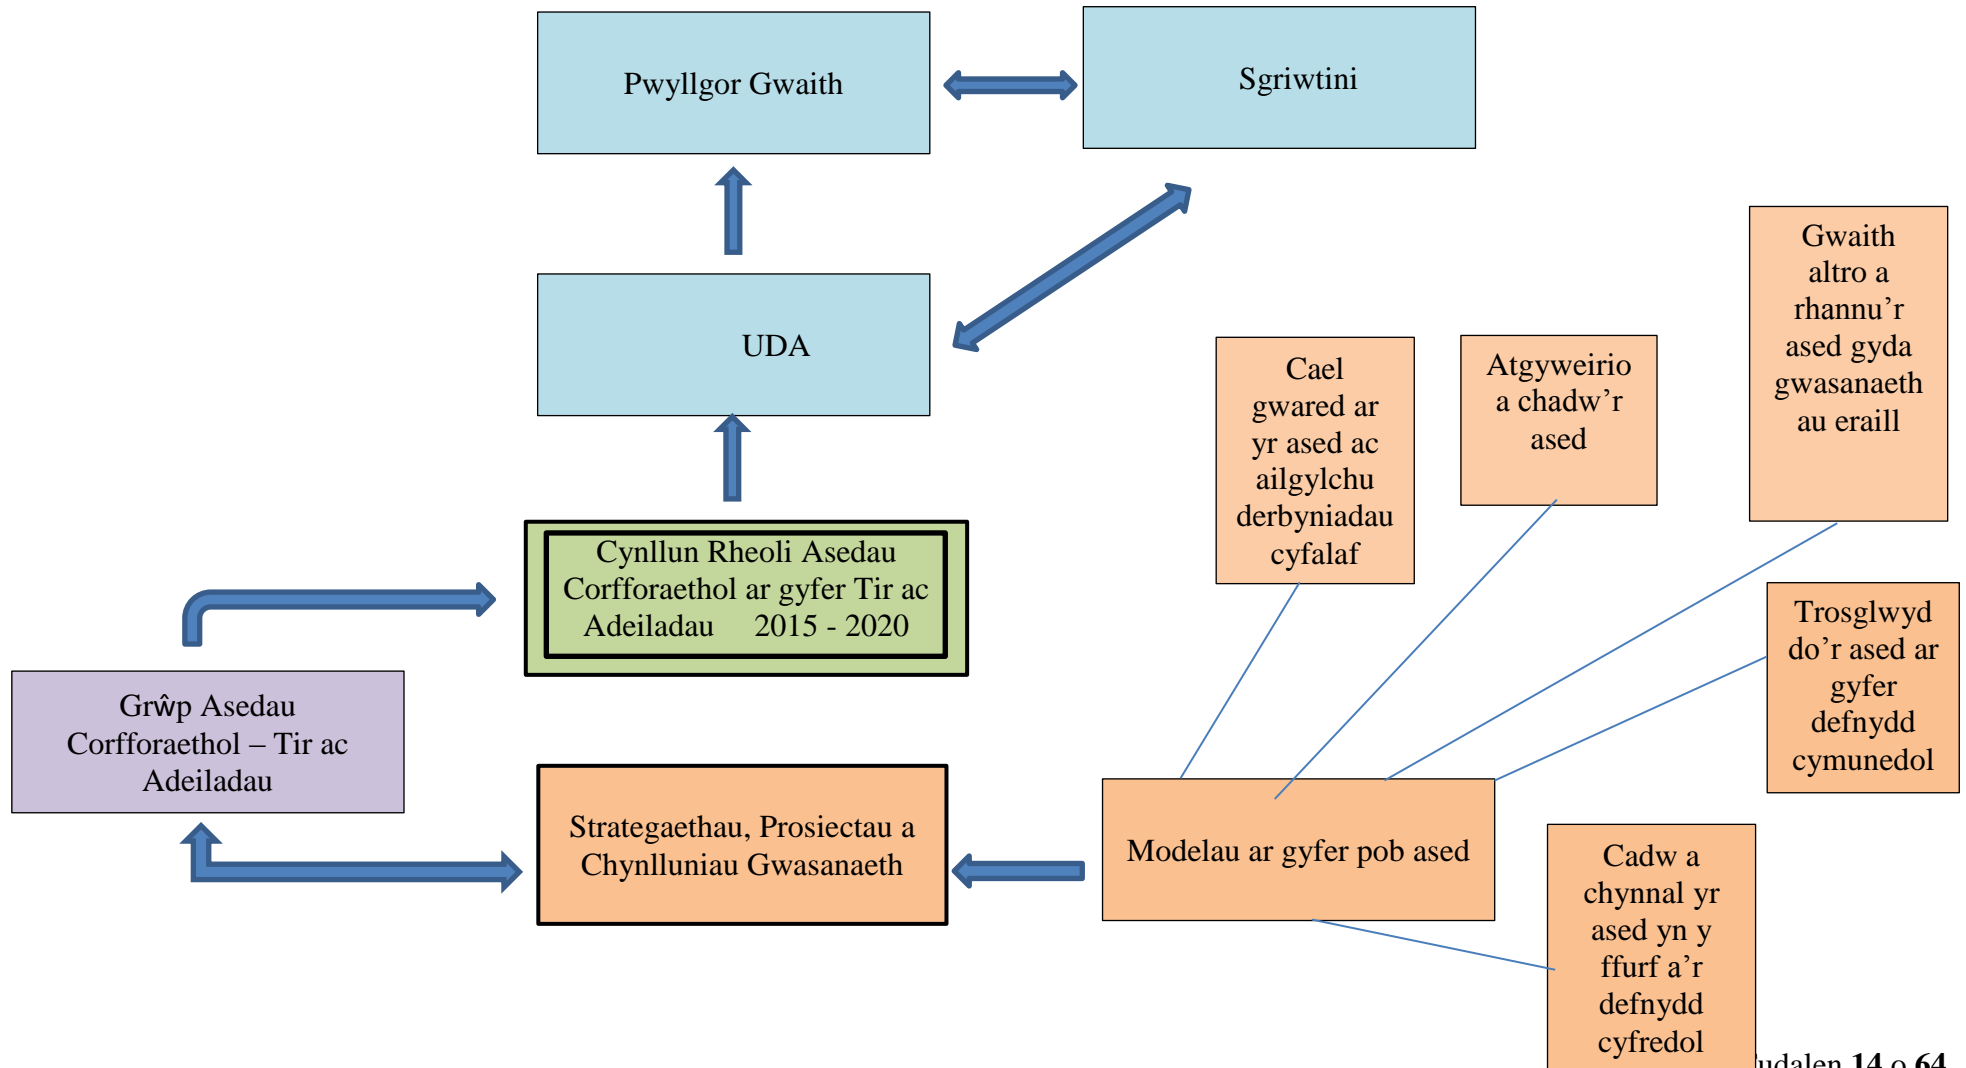 Pwyllgor Gwaith
Sgriwtini
UDA
Gwaith
altro a
rhannu’r
ased gyda
gwasanaeth
au eraill
Cael
gwared ar
yr ased ac
ailgylchu
derbyniadau
cyfalaf
Atgyweirio
a chadw’r
ased
Cynllun Rheoli Asedau
Corfforaethol ar gyfer Tir ac
Adeiladau 2015 - 2020
Trosglwyd
do’r ased ar
gyfer
defnydd
cymunedol
Grŵp Asedau
Corfforaethol – Tir ac
Adeiladau
Strategaethau, Prosiectau a
Chynlluniau Gwasanaeth
Modelau ar gyfer pob ased
Cadw a
chynnal yr
ased yn y
ffurf a’r
defnydd
cyfredol
udalen 14 o 64